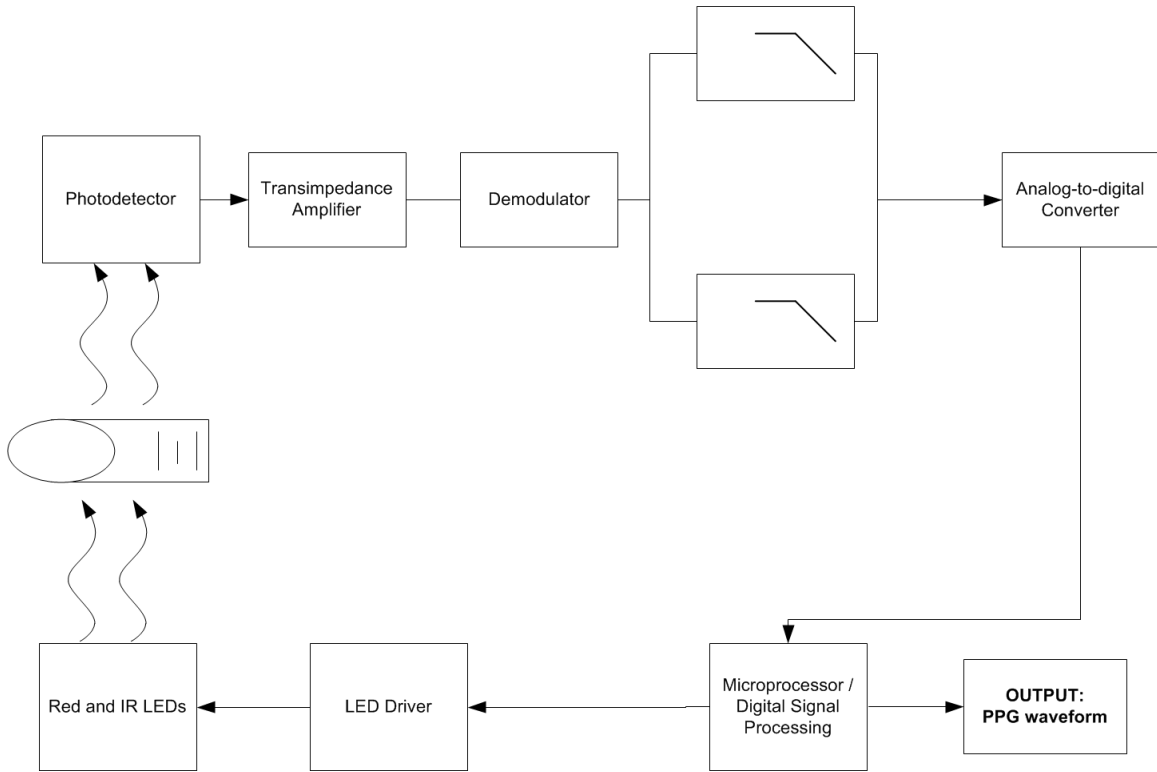 Photodetector
Transimpedance
Amplifier
Demodulator
Analog-to-digital
Converter
Red and IR LEDs
LED Driver
Microprocessor /
Digital Signal
Processing
OUTPUT:
PPG waveform